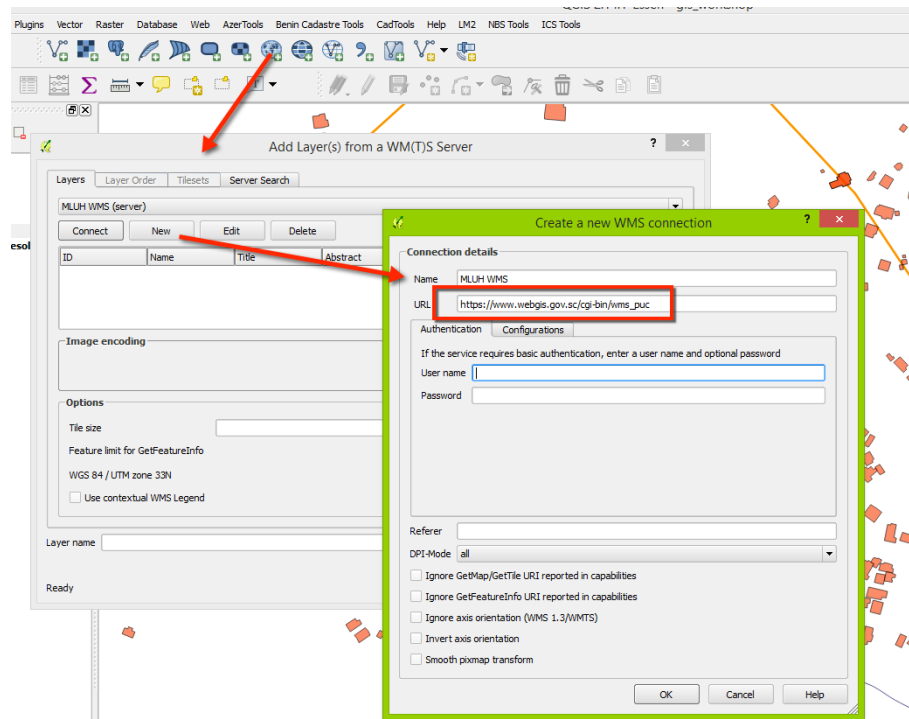 Plugins Vector Raster Database Web AzerTools Benin Cadastre Tools CadTools Help LM2 NBS Tools ICS Tools
Add Layer(s) from a WM(T)S Server
?
Layers Layer Order Tilesets Server Search
MLUH WMS (server)
Connect New Edit Delete
ID Name Title Abstract
Image encoding
Options
Tile size
Feature limit for GetFeatureInfo
WGS 84 / UTM zone 33N
Use contextual WMS Legend
Layer name
Ready
Create a new WMS connection
?
Connection details
Name MLUH WMS
URL https://www.webgis.gov.sc/cgi-bin/wms_puc
Authentication Configurations
If the service requires basic authentication, enter a user name and optional password
User name
Password
Referer
DPI-Mode all
Ignore GetMap/GetTile URI reported in capabilities
Ignore GetFeatureInfo URI reported in capabilities
Ignore axis orientation (WMS 1.3/WMTS)
Invert axis orientation
Smooth pixmap transform
OK Cancel Help